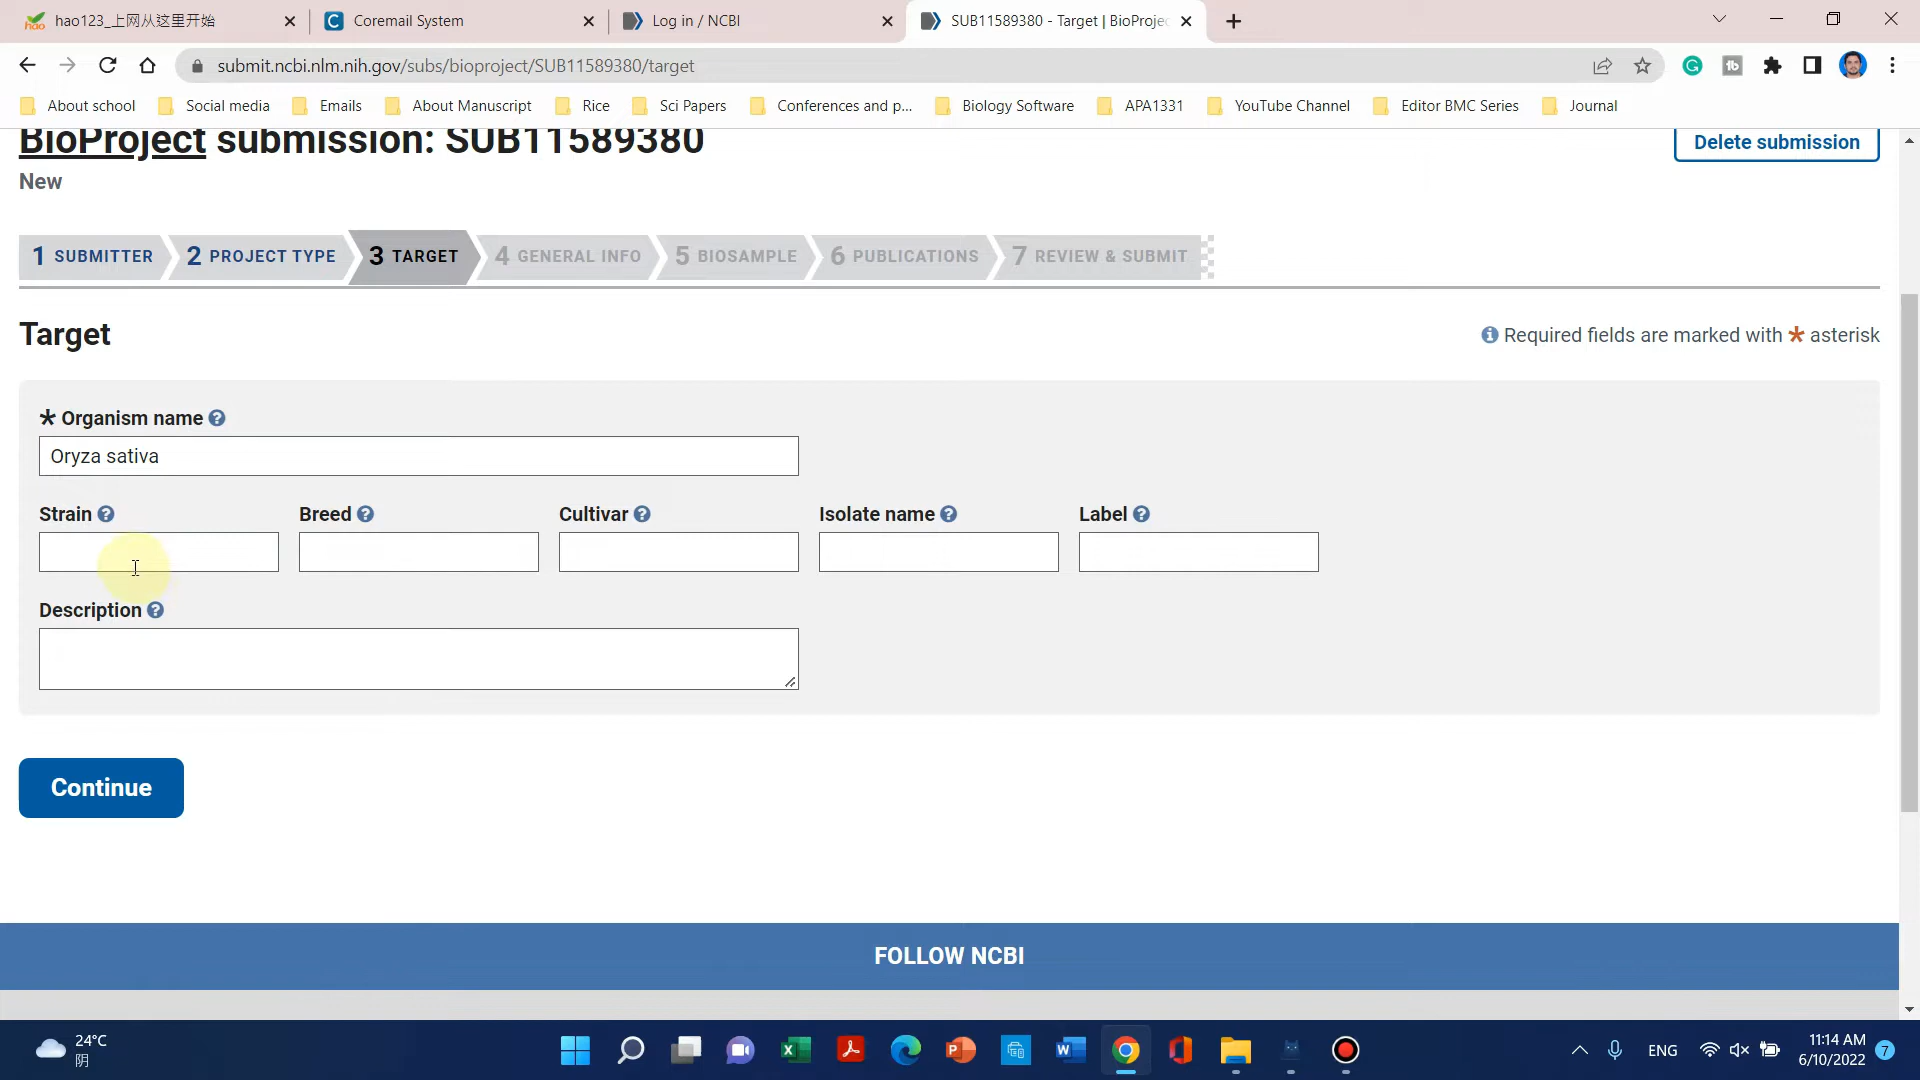 hao123_上网从这里开始
Coremail System
Log in / NCBI
SUB11589380 - Target | BioProjec
submit.ncbi.nlm.nih.gov/subs/bioproject/SUB11589380/target
About school
Social media
Emails
About Manuscript
Rice
Sci Papers
Conferences and p...
Biology Software
APA1331
YouTube Channel
Editor BMC Series
Journal
BioProject submission: SUB11589380
Delete submission
New
1 SUBMITTER
2 PROJECT TYPE
3 TARGET
4 GENERAL INFO
5 BIOSAMPLE
6 PUBLICATIONS
7 REVIEW & SUBMIT
Target
Required fields are marked with * asterisk
* Organism name
Oryza sativa
Strain
Breed
Cultivar
Isolate name
Label
Description
Continue
FOLLOW NCBI
24°C
阴
ENG
11:14 AM
6/10/2022
7